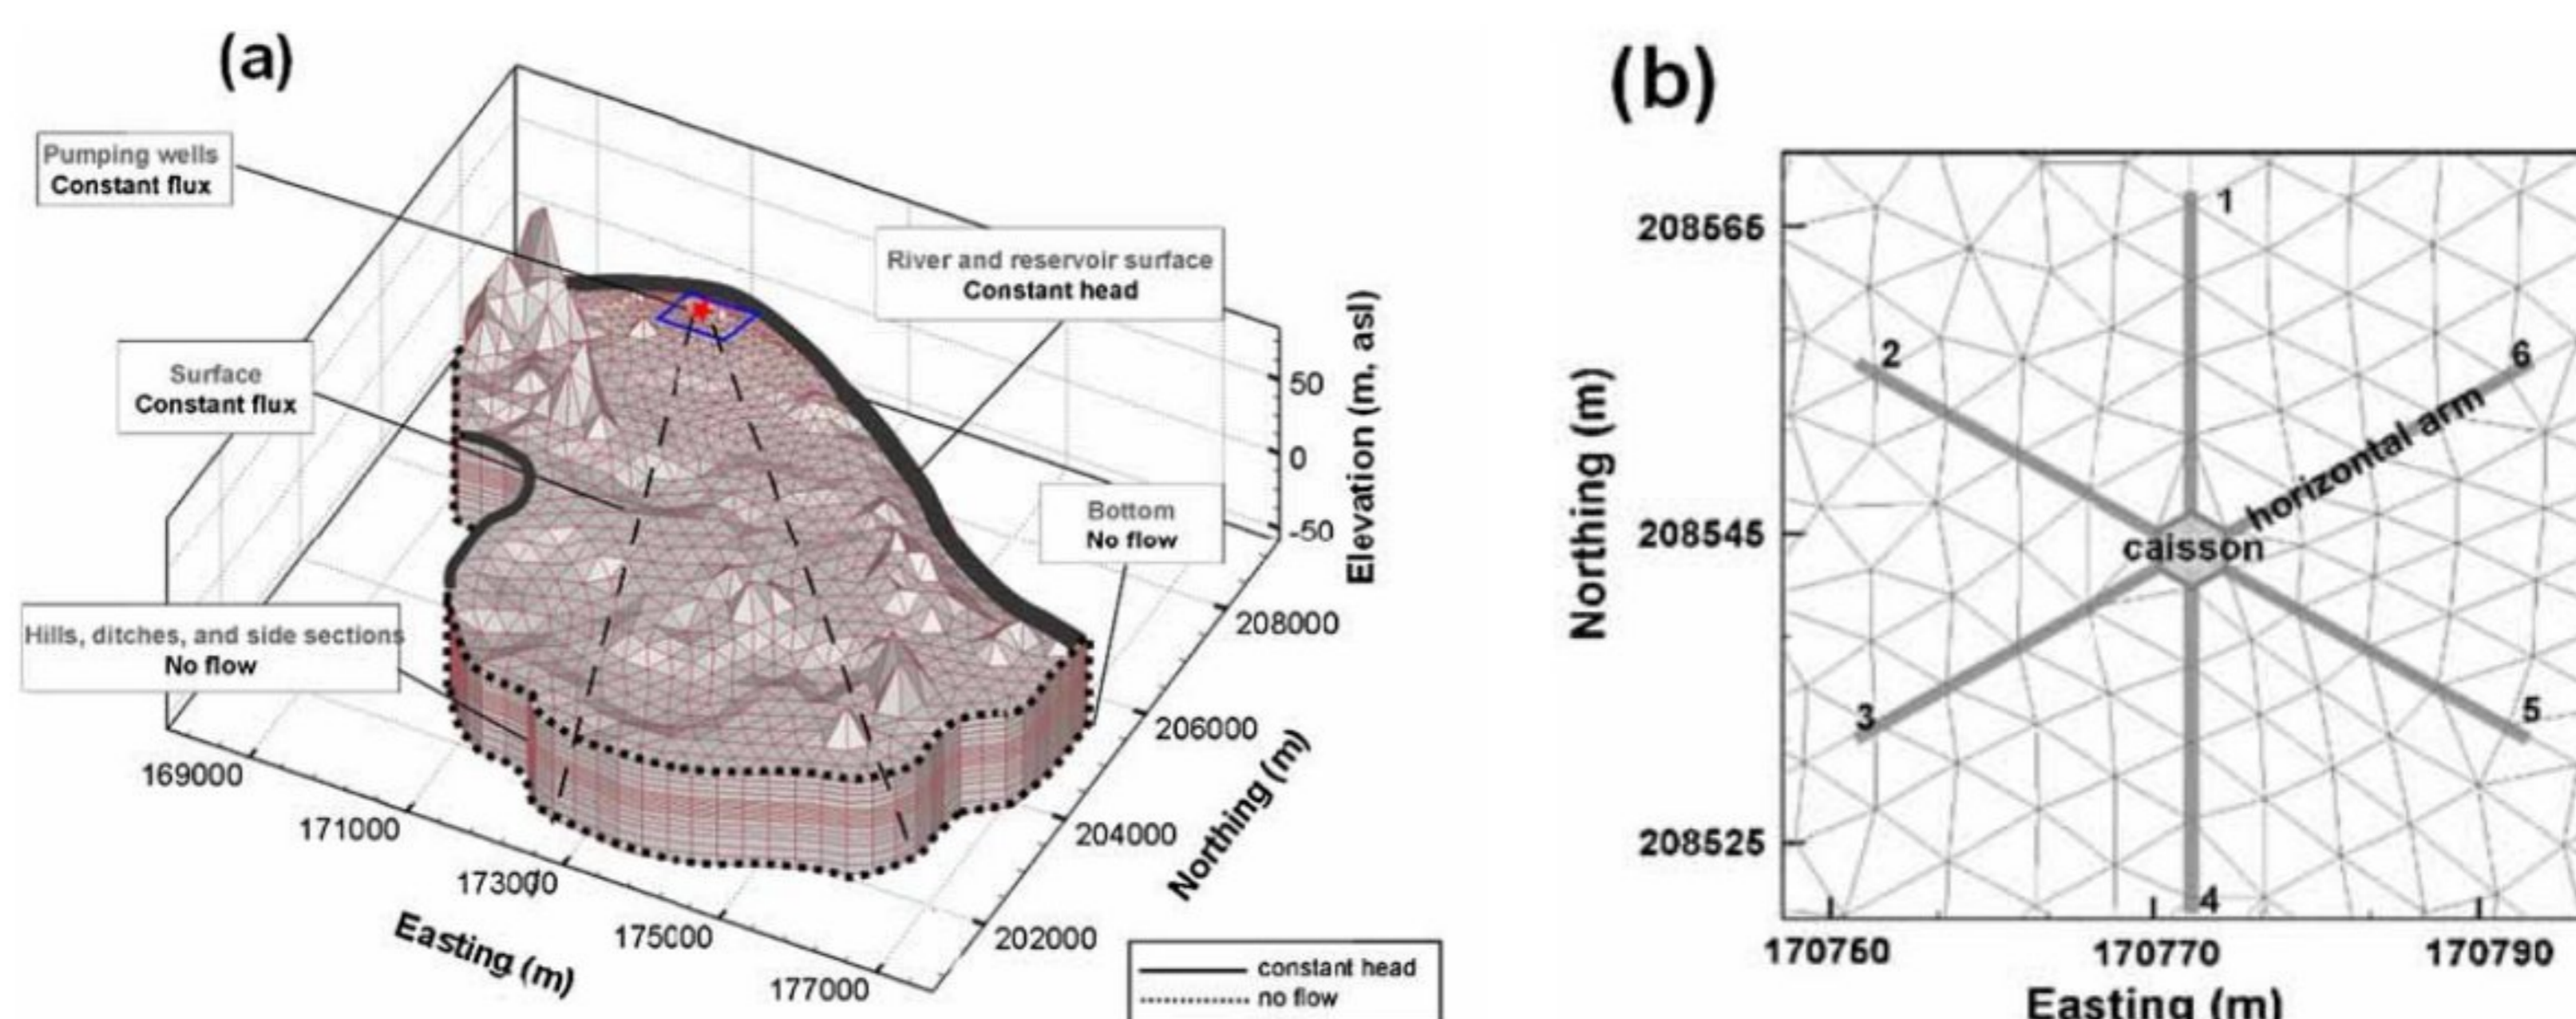 (a)
Pumping wells
Constant flux
River and reservoir surface
Constant head
Surface
Constant flux
Bottom
No flow
Hills, ditches, and side sections
No flow
50
0
-50
Elevation (m, asl)
208000
206000
204000
202000
Northing (m)
169000
171000
173000
175000
177000
Easting (m)
constant head
no flow
(b)
208565
208545
208525
Northing (m)
1
2
3
4
5
6
horizontal arm
caisson
170750
170770
170790
Easting (m)